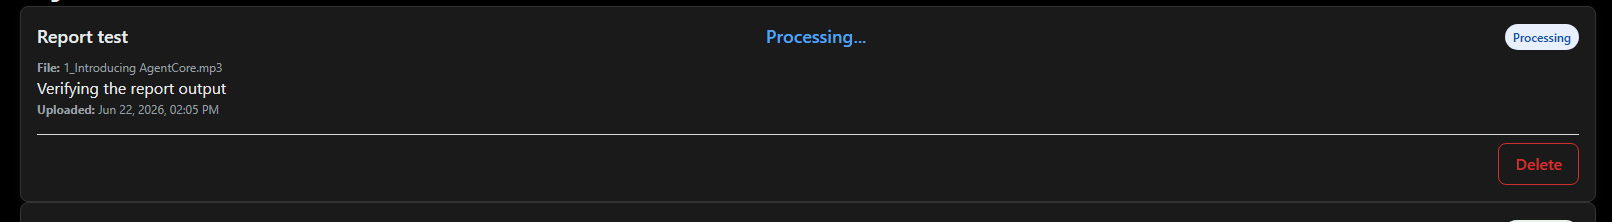 Report test
Processing...
Processing
File: 1_Introducing AgentCore.mp3
Verifying the report output
Uploaded: Jun 22, 2026, 02:05 PM
Delete